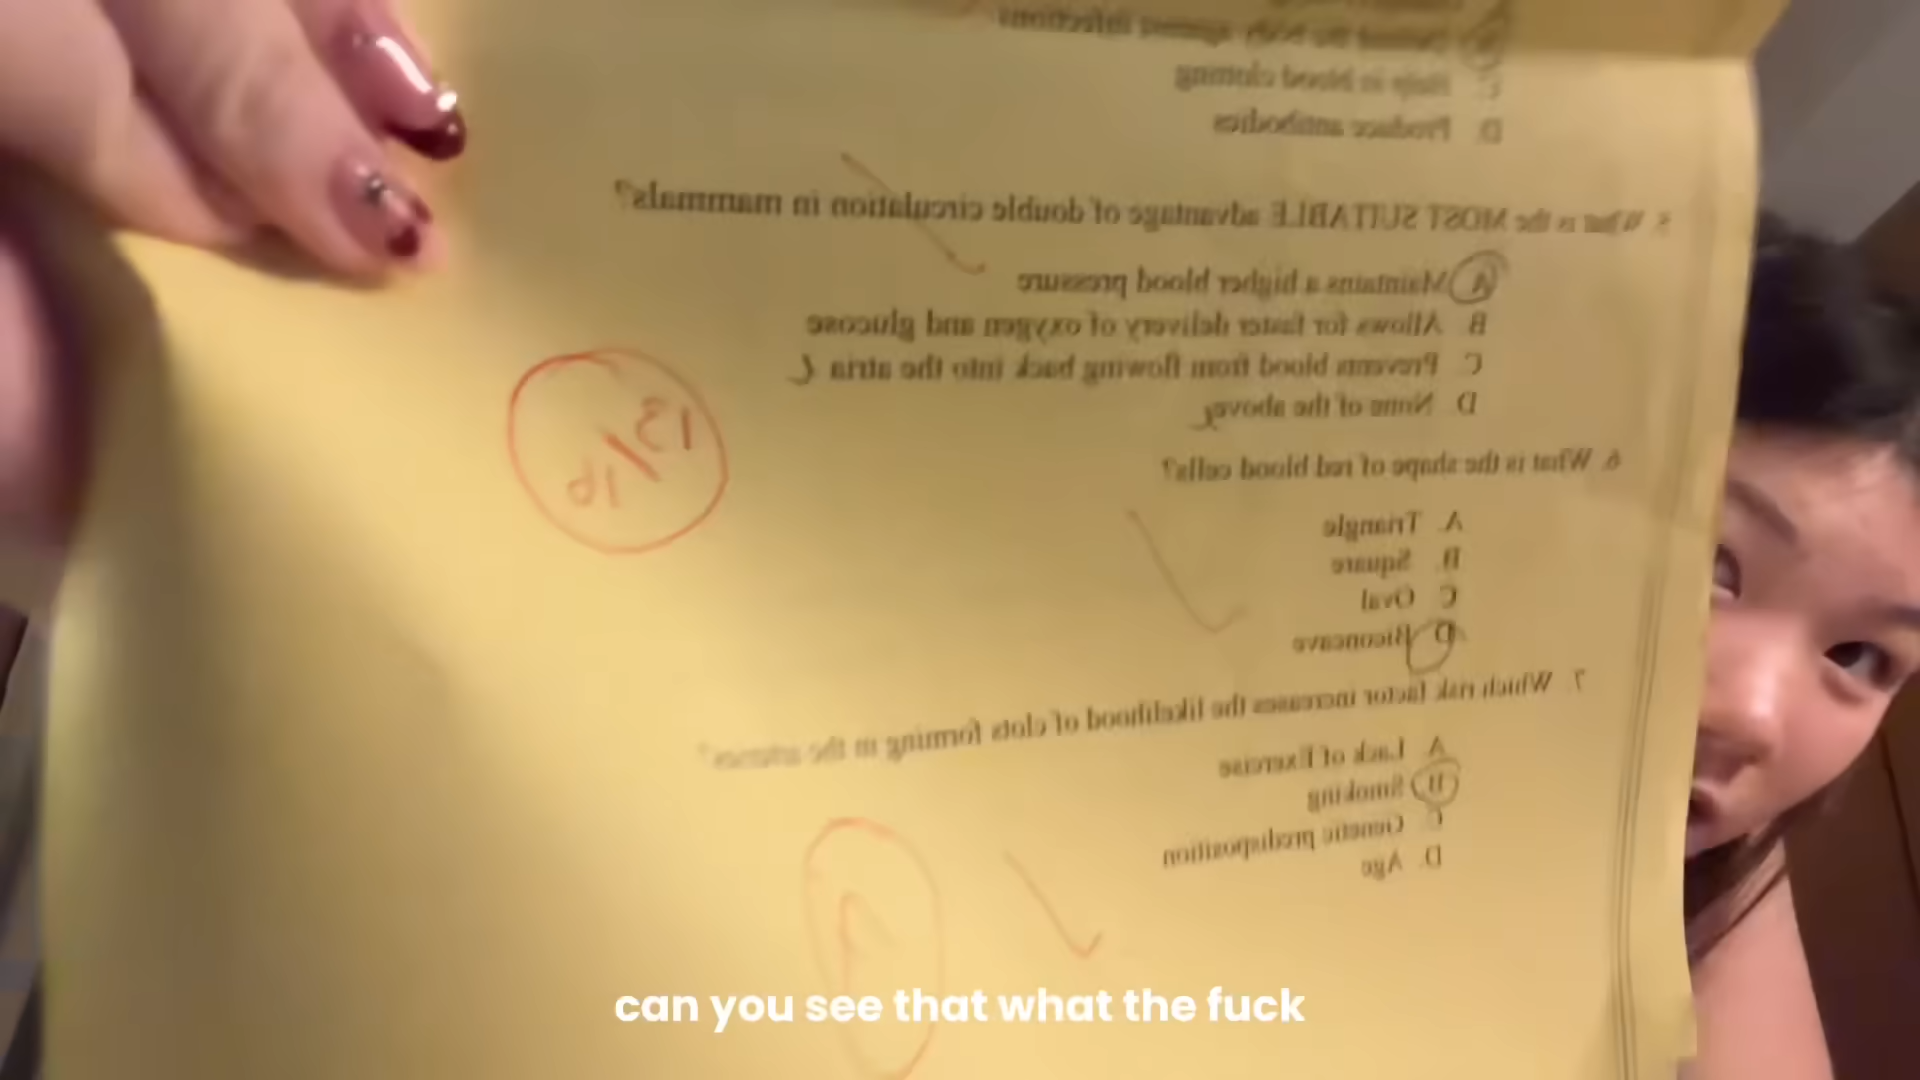 Defend the body against infections
C. Help in blood clotting
D. Produce antibodies
5. What is the MOST SUITABLE advantage of double circulation in mammals?
A Maintains a higher blood pressure
B. Allows for faster delivery of oxygen and glucose
C. Prevents blood from flowing back into the atria
D. None of the above
13/16
6. What is the shape of red blood cells?
A. Triangle
B. Square
C. Oval
D Biconcave
7. Which risk factor increases the likelihood of clots forming in the arteries?
A. Lack of Exercise
B Smoking
C. Genetic predisposition
D. Age
can you see that what the fuck